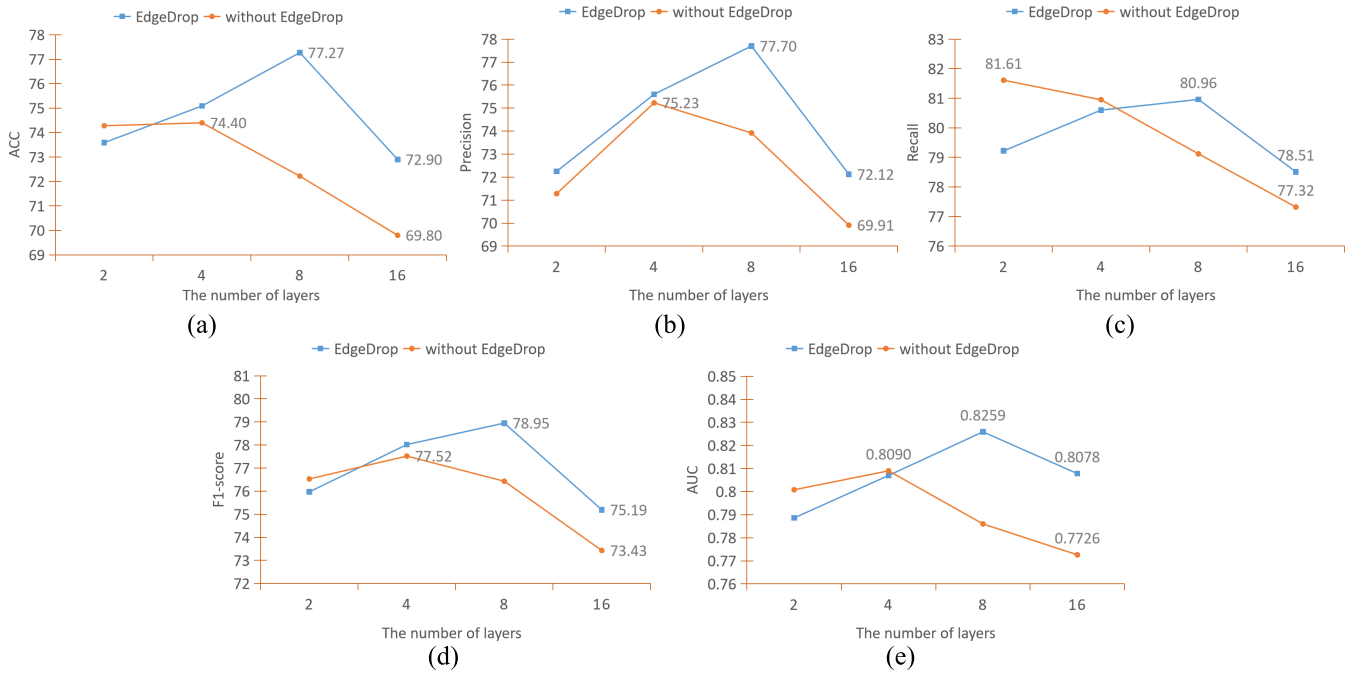 EdgeDrop without EdgeDrop
78
77
76
75
74
73
72
71
70
69
ACC
77.27
74.40
72.90
69.80
2 4 8 16
The number of layers
(a)
EdgeDrop without EdgeDrop
78
77
76
75
74
73
72
71
70
69
Precision
77.70
75.23
72.12
69.91
2 4 8 16
The number of layers
(b)
EdgeDrop without EdgeDrop
83
82
81
80
79
78
77
76
Recall
81.61
80.96
78.51
77.32
2 4 8 16
The number of layers
(c)
EdgeDrop without EdgeDrop
81
80
79
78
77
76
75
74
73
72
F1-score
78.95
77.52
75.19
73.43
2 4 8 16
The number of layers
(d)
EdgeDrop without EdgeDrop
0.85
0.84
0.83
0.82
0.81
0.8
0.79
0.78
0.77
0.76
AUC
0.8259
0.8090
0.8078
0.7726
2 4 8 16
The number of layers
(e)